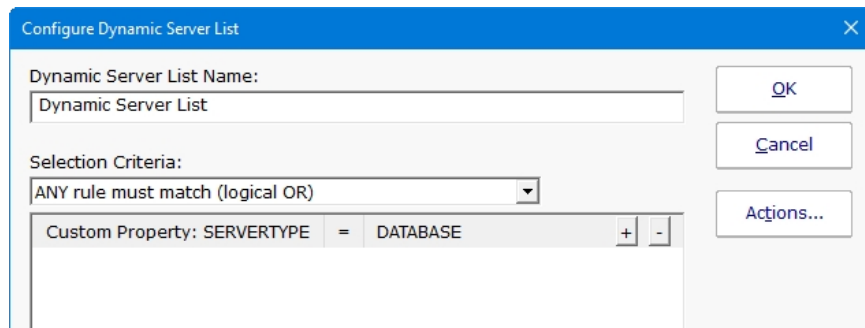 Configure Dynamic Server List
Dynamic Server List Name:
Dynamic Server List
OK
Cancel
Selection Criteria:
ANY rule must match (logical OR)
Actions...
Custom Property: SERVERTYPE = DATABASE + -